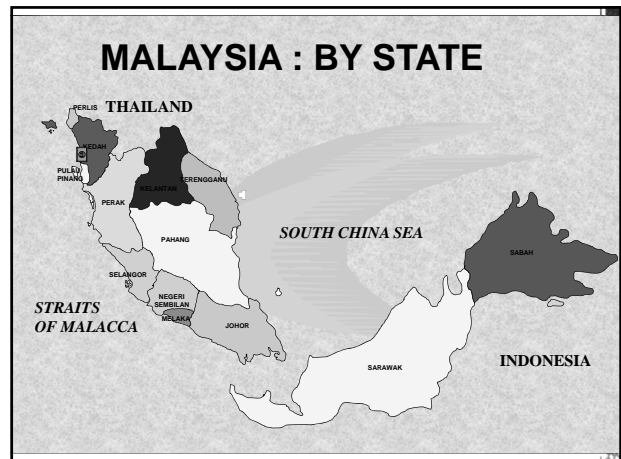 MALAYSIA : BY STATE
PERLIS
THAILAND
KEDAH
PULAU
PINANG
KELANTAN
TERENGGANU
PERAK
PAHANG
SOUTH CHINA SEA
SABAH
SELANGOR
NEGERI
SEMBILAN
MELAKA
STRAITS
OF MALACCA
JOHOR
SARAWAK
INDONESIA